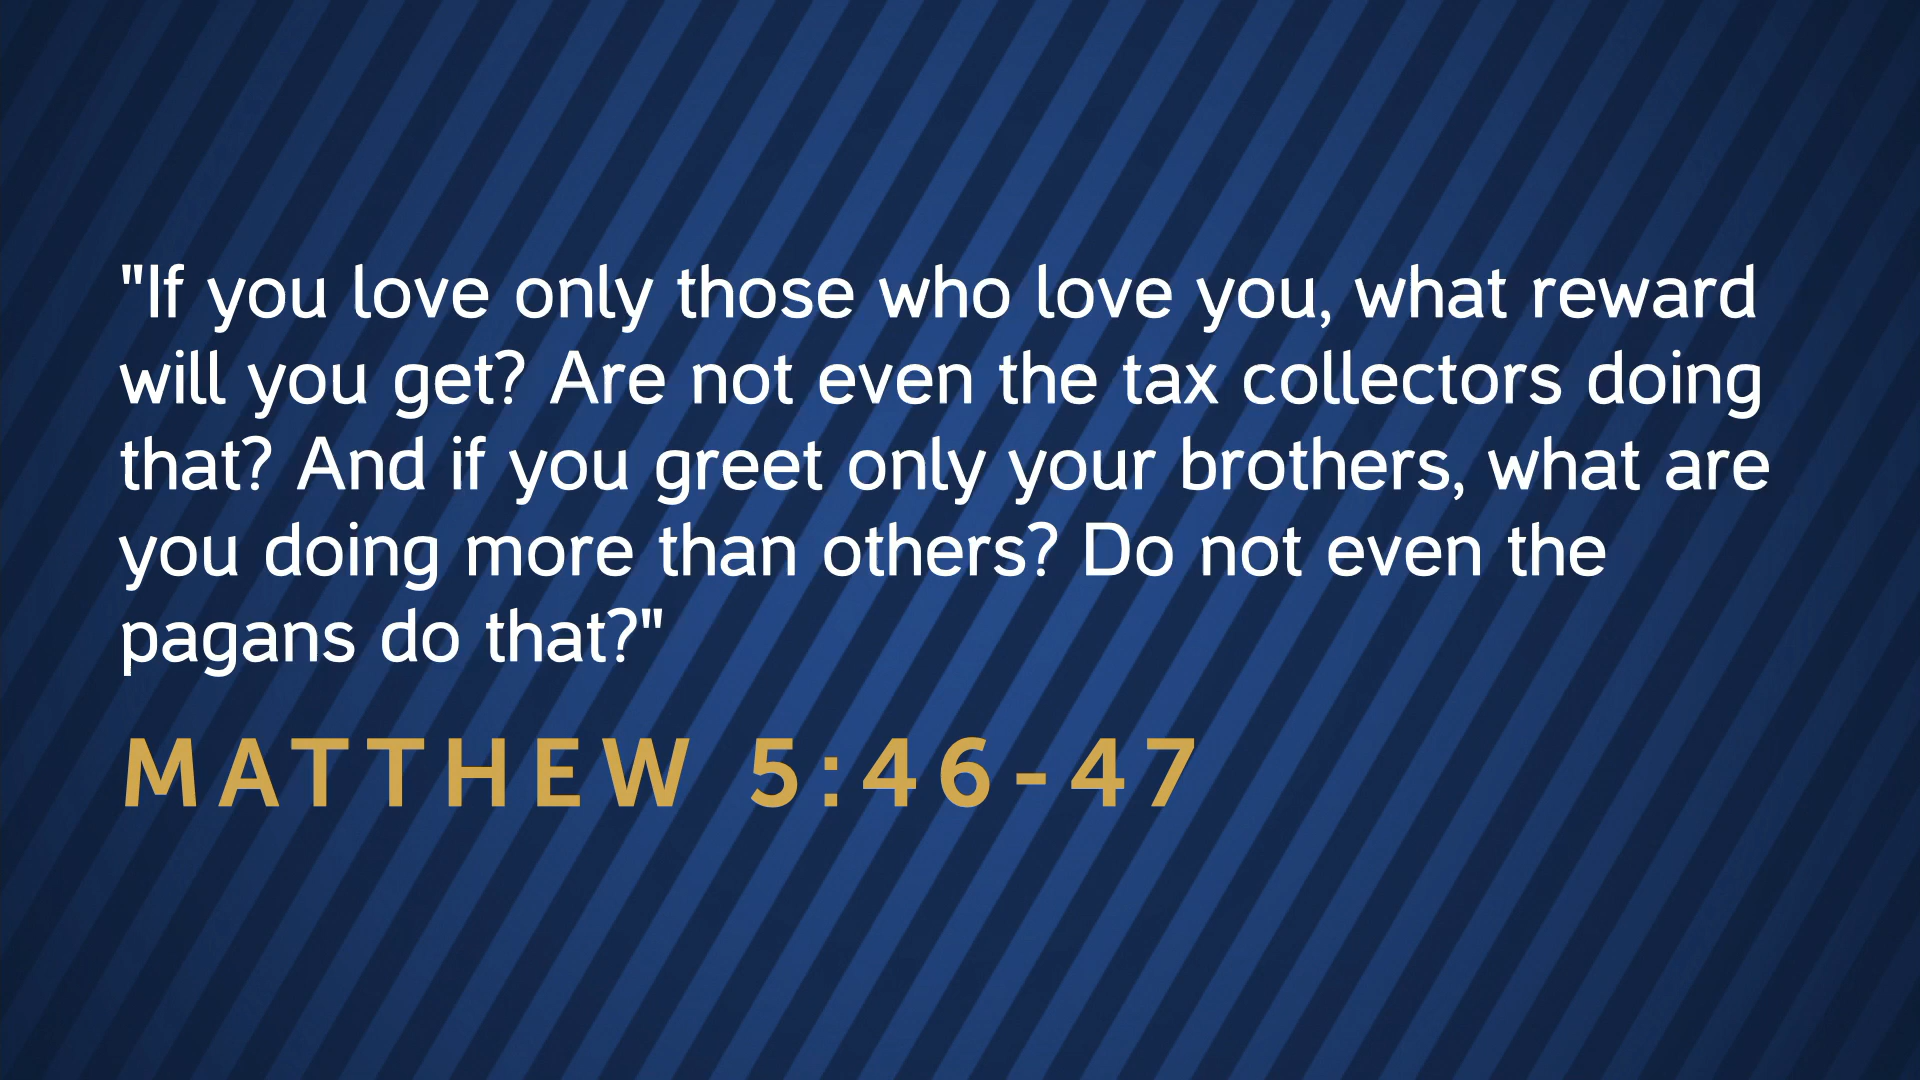 "If you love only those who love you, what reward
will you get? Are not even the tax collectors doing
that? And if you greet only your brothers, what are
you doing more than others? Do not even the
pagans do that?"
MATTHEW 5:46-47